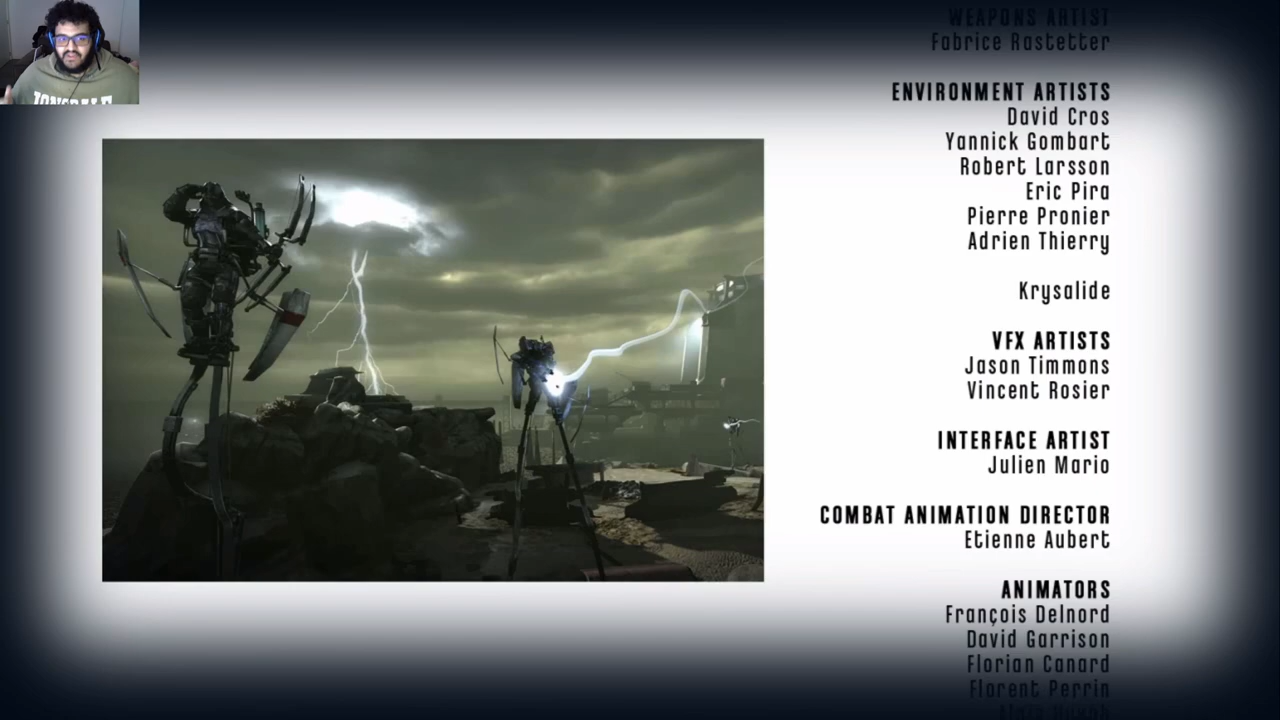 LONSDALE
WEAPONS ARTIST
Fabrice Rastetter
ENVIRONMENT ARTISTS
David Cros
Yannick Gombart
Robert Larsson
Eric Pira
Pierre Pronier
Adrien Thierry
Krysalide
VFX ARTISTS
Jason Timmons
Vincent Rosier
INTERFACE ARTIST
Julien Mario
COMBAT ANIMATION DIRECTOR
Etienne Aubert
ANIMATORS
François Delnord
David Garrison
Florian Canard
Florent Perrin